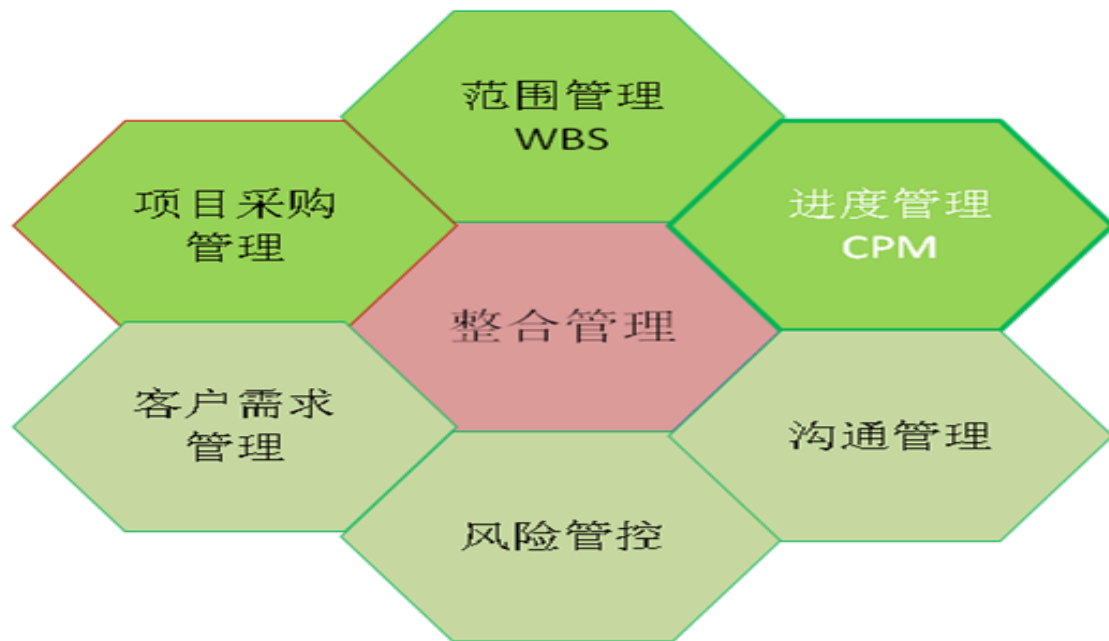 范围管理
WBS
项目采购
管理
进度管理
CPM
整合管理
客户需求
管理
沟通管理
风险管控